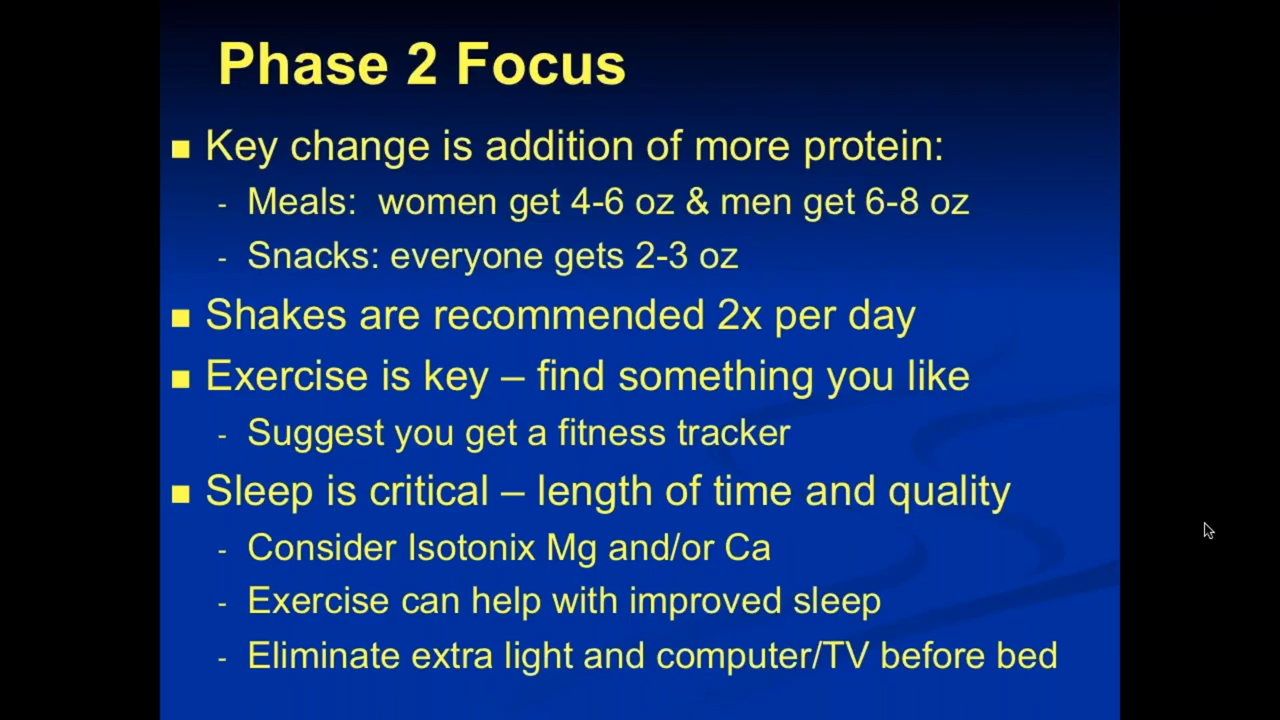 Phase 2 Focus
■ Key change is addition of more protein:
- Meals:  women get 4-6 oz & men get 6-8 oz
- Snacks: everyone gets 2-3 oz
■ Shakes are recommended 2x per day
■ Exercise is key – find something you like
- Suggest you get a fitness tracker
■ Sleep is critical – length of time and quality
- Consider Isotonix Mg and/or Ca
- Exercise can help with improved sleep
- Eliminate extra light and computer/TV before bed